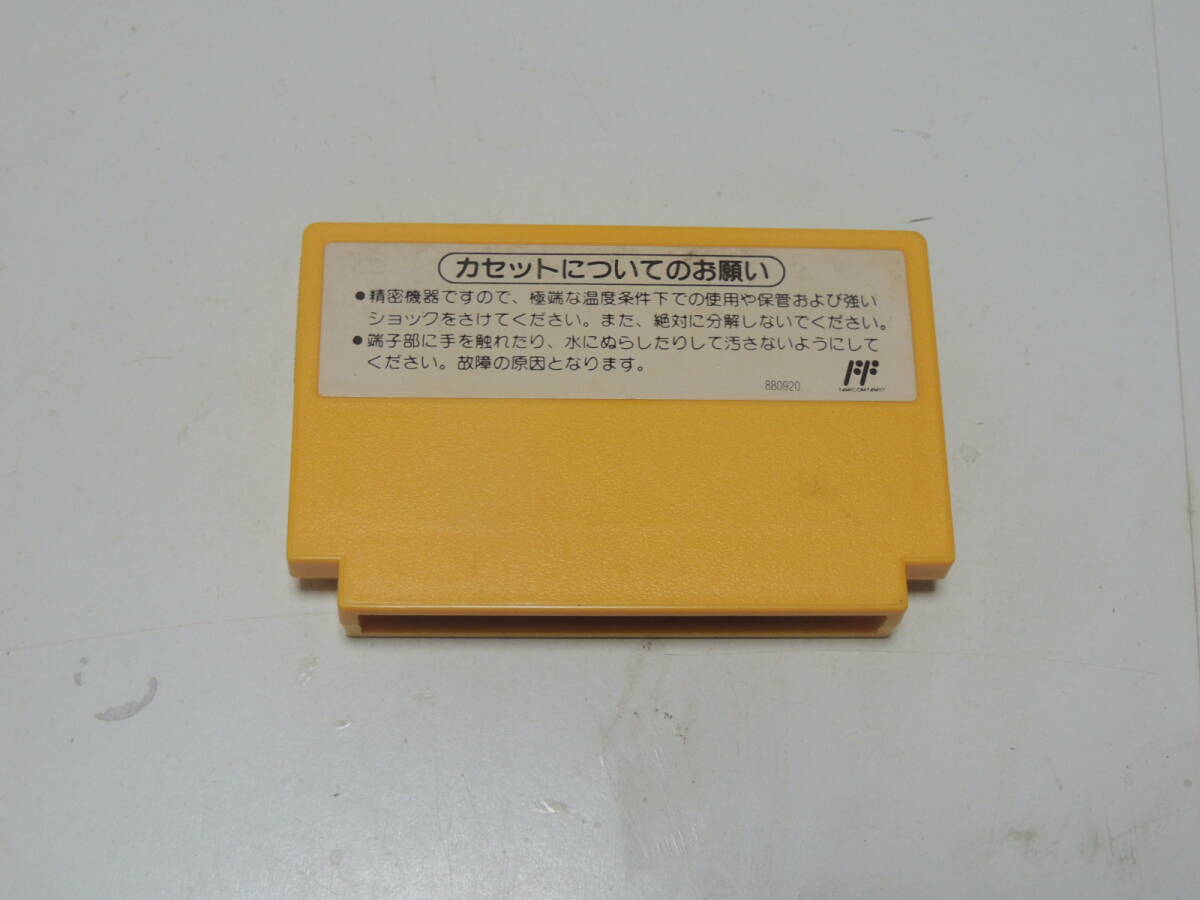 カセットについてのお願い
●精密機器ですので、極端な温度条件下での使用や保管および強い
ショックをさけてください。また、絶対に分解しないでください。
●端子部に手を触れたり、水にぬらしたりして汚さないようにして
ください。故障の原因となります。
880920